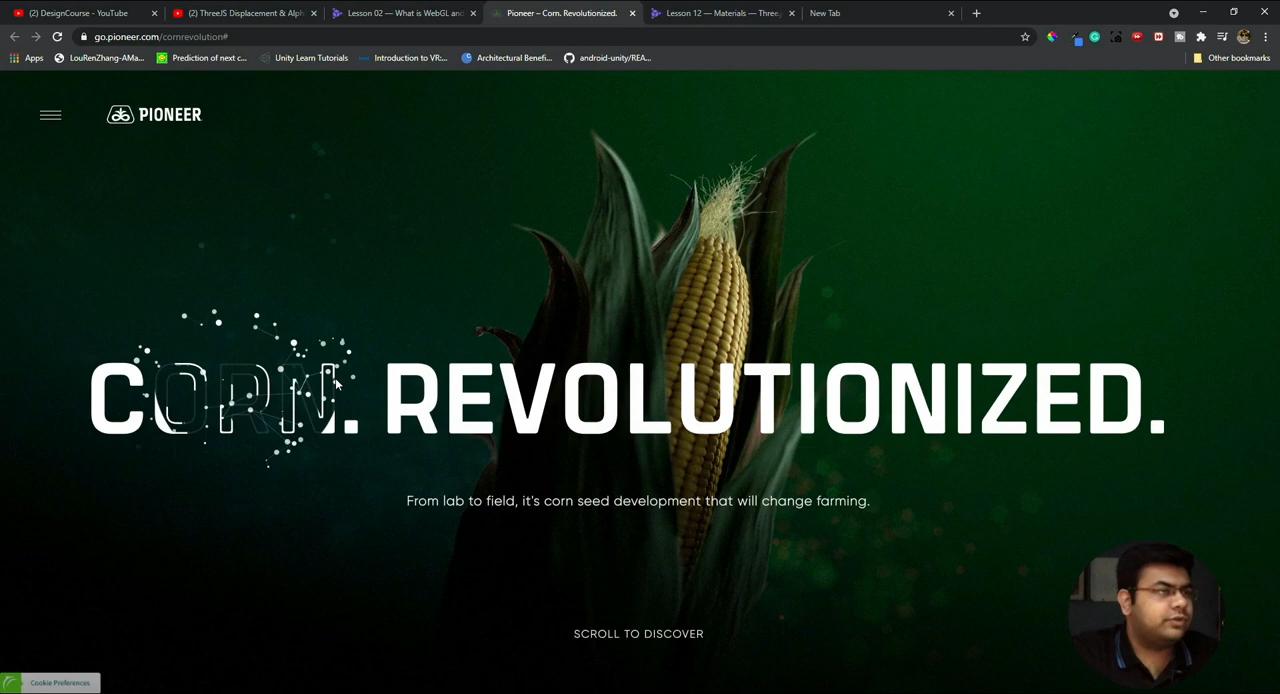 (2) DesignCourse - YouTube
(2) ThreeJS Displacement & Alph
Lesson 02 — What is WebGL and
Pioneer – Corn. Revolutionized.
Lesson 12 — Materials — Three.
New Tab
go.pioneer.com/cornrevolution#
Apps
LouRenZhang-AMa...
Prediction of next c...
Unity Learn Tutorials
Introduction to VR:...
Architectural Benefi...
android-unity/REA...
Other bookmarks
PIONEER
CORN. REVOLUTIONIZED.
From lab to field, it's corn seed development that will change farming.
SCROLL TO DISCOVER
Cookie Preferences